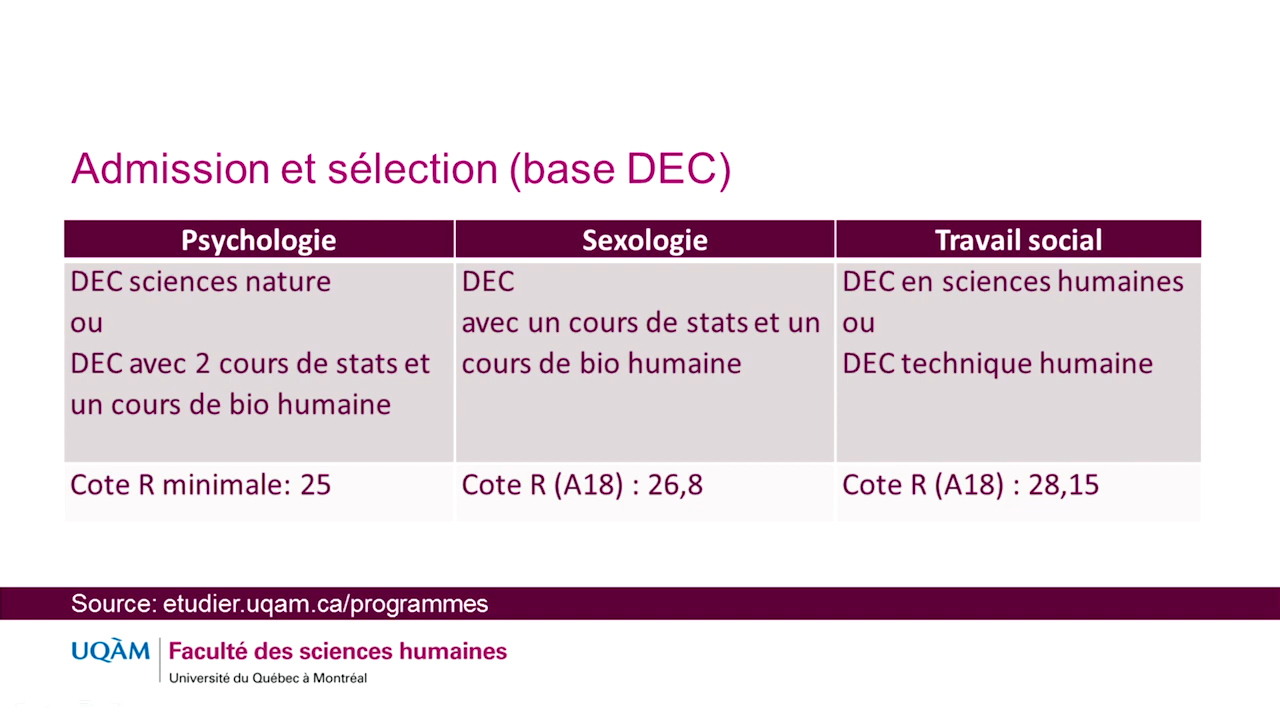 Admission et sélection (base DEC)
Psychologie
DEC sciences nature
ou
DEC avec 2 cours de stats et
un cours de bio humaine
Cote R minimale: 25
Sexologie
DEC
avec un cours de stats et un
cours de bio humaine
Cote R (A18) : 26,8
Travail social
DEC en sciences humaines
ou
DEC technique humaine
Cote R (A18) : 28,15
Source: etudier.uqam.ca/programmes
UQÀM
Faculté des sciences humaines
Université du Québec à Montréal